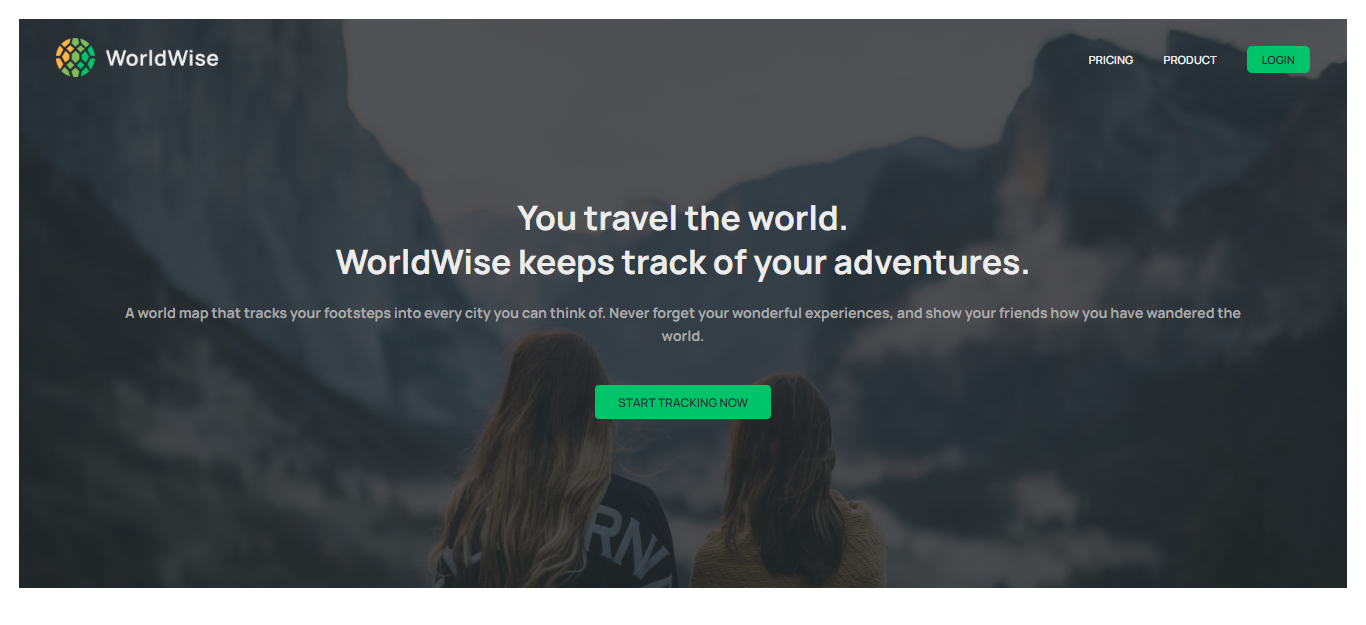 WorldWise
PRICING
PRODUCT
LOGIN
You travel the world.
WorldWise keeps track of your adventures.
A world map that tracks your footsteps into every city you can think of. Never forget your wonderful experiences, and show your friends how you have wandered the
world.
START TRACKING NOW